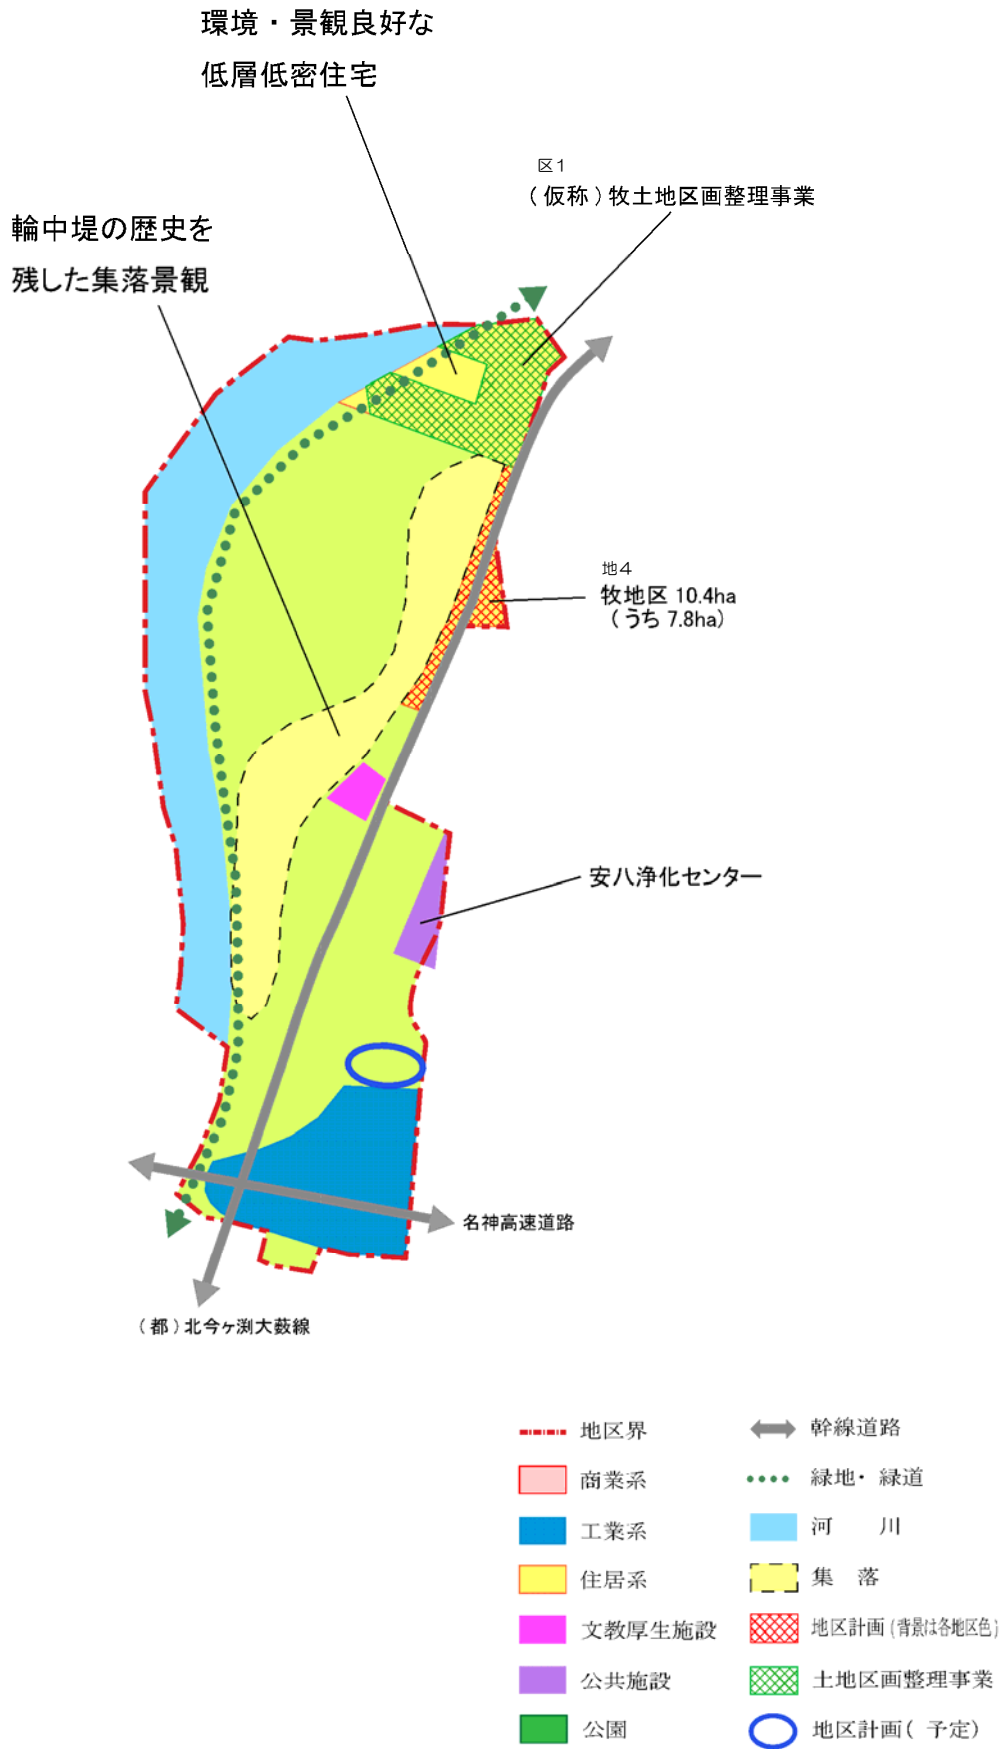 環境・景観良好な
低層低密住宅
区1
(仮称)牧土地区画整理事業
輪中堤の歴史を
残した集落景観
地4
牧地区 10.4ha
(うち 7.8ha)
安八浄化センター
名神高速道路
(都)北今ヶ渕大薮線
地区界
商業系
工業系
住居系
文教厚生施設
公共施設
公園
幹線道路
緑地・緑道
河　川
集　落
地区計画(背景は各地区色)
土地区画整理事業
地区計画(予定)